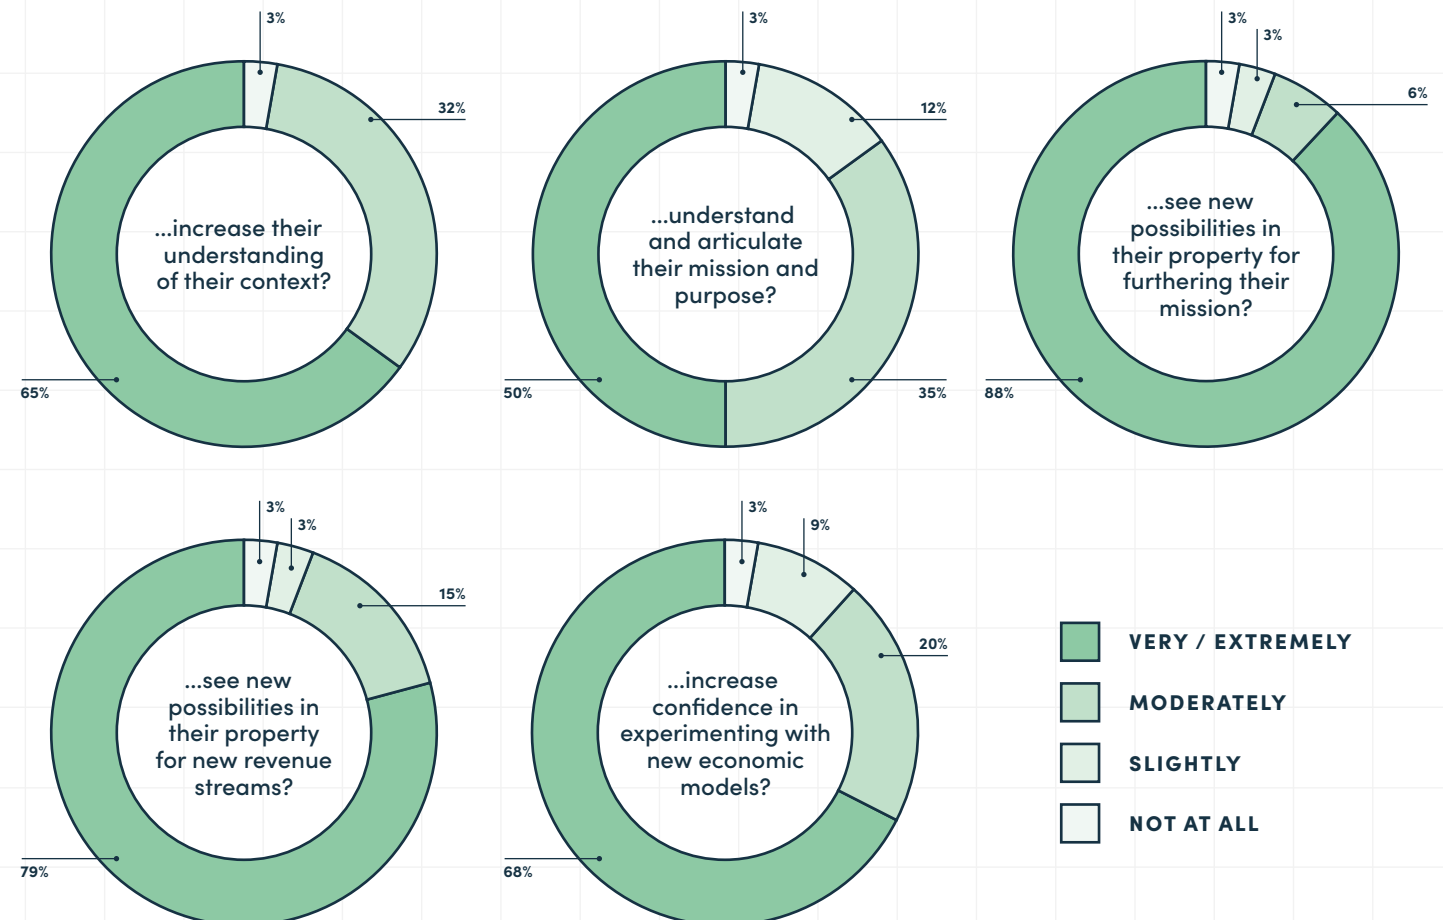 3%
32%
...increase their
understanding
of their context?
65%
3%
12%
...understand
and articulate
their mission and
purpose?
50%
35%
3%
3%
6%
...see new
possibilities in
their property for
furthering their
mission?
88%
3%
3%
15%
...see new
possibilities in
their property
for new revenue
streams?
79%
3%
9%
20%
...increase
confidence in
experimenting with
new economic
models?
68%
VERY / EXTREMELY
MODERATELY
SLIGHTLY
NOT AT ALL